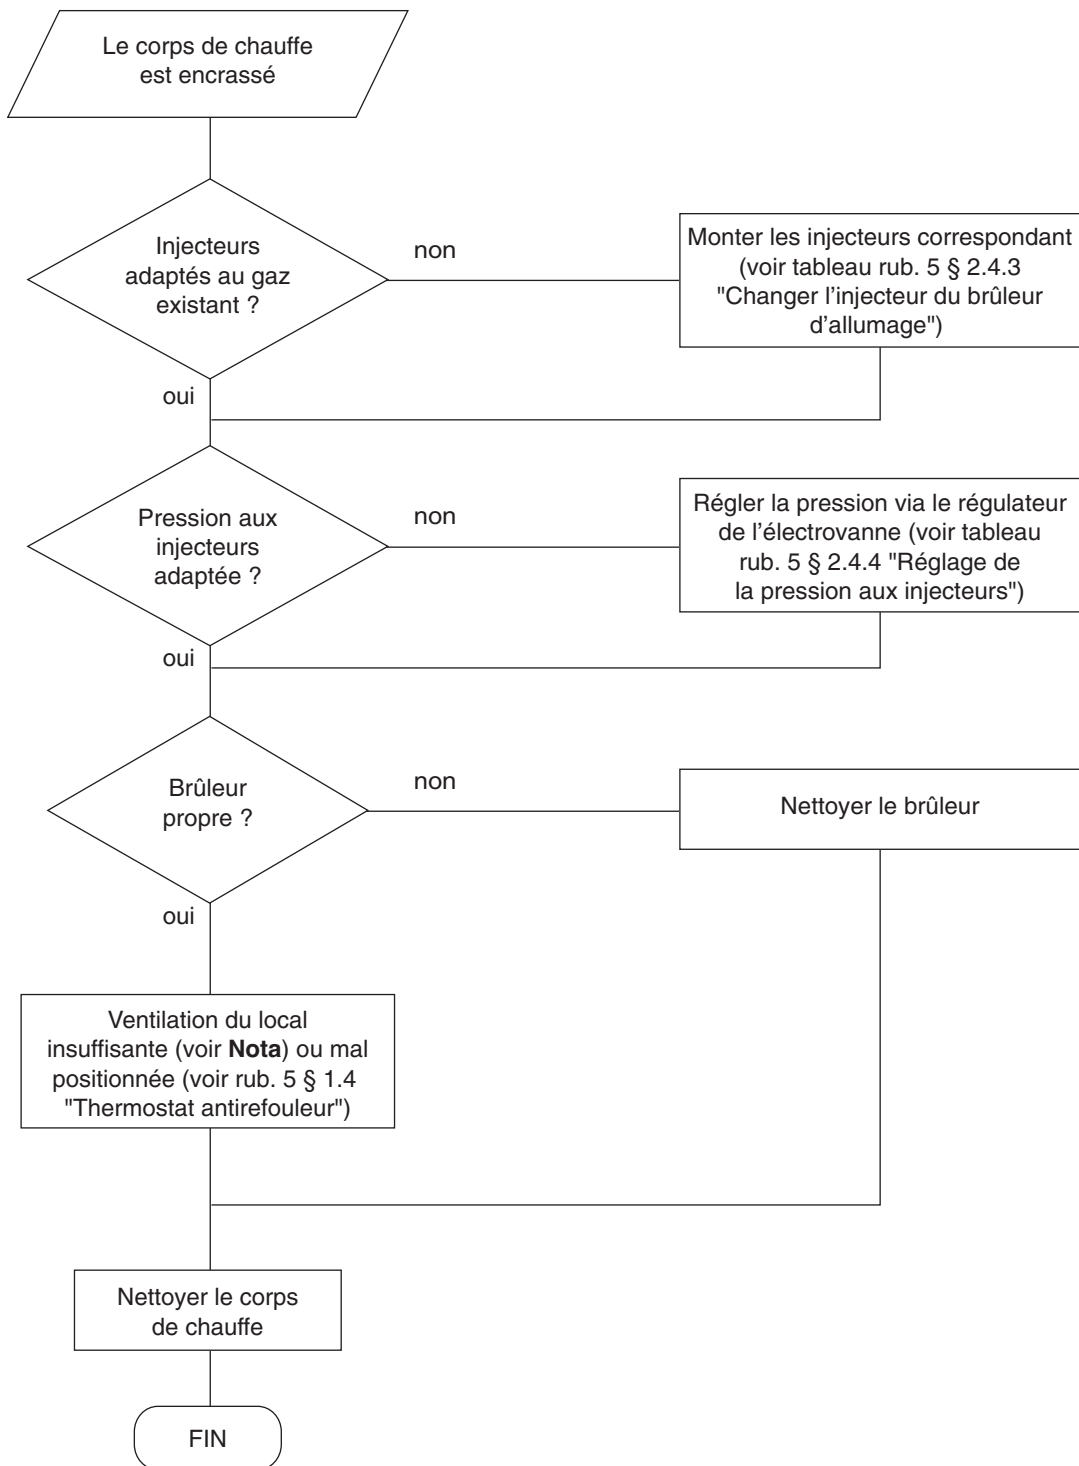 Le corps de chauffe
est encrassé
Injecteurs
adaptés au gaz
existant ?
non
Monter les injecteurs correspondant
(voir tableau rub. 5 § 2.4.3
"Changer l'injecteur du brûleur
d'allumage")
oui
Pression aux
injecteurs
adaptée ?
non
Régler la pression via le régulateur
de l'électrovanne (voir tableau
rub. 5 § 2.4.4 "Réglage de
la pression aux injecteurs")
oui
Brûleur
propre ?
non
Nettoyer le brûleur
oui
Ventilation du local
insuffisante (voir Nota) ou mal
positionnée (voir rub. 5 § 1.4
"Thermostat antirefouleur")
Nettoyer le corps
de chauffe
FIN